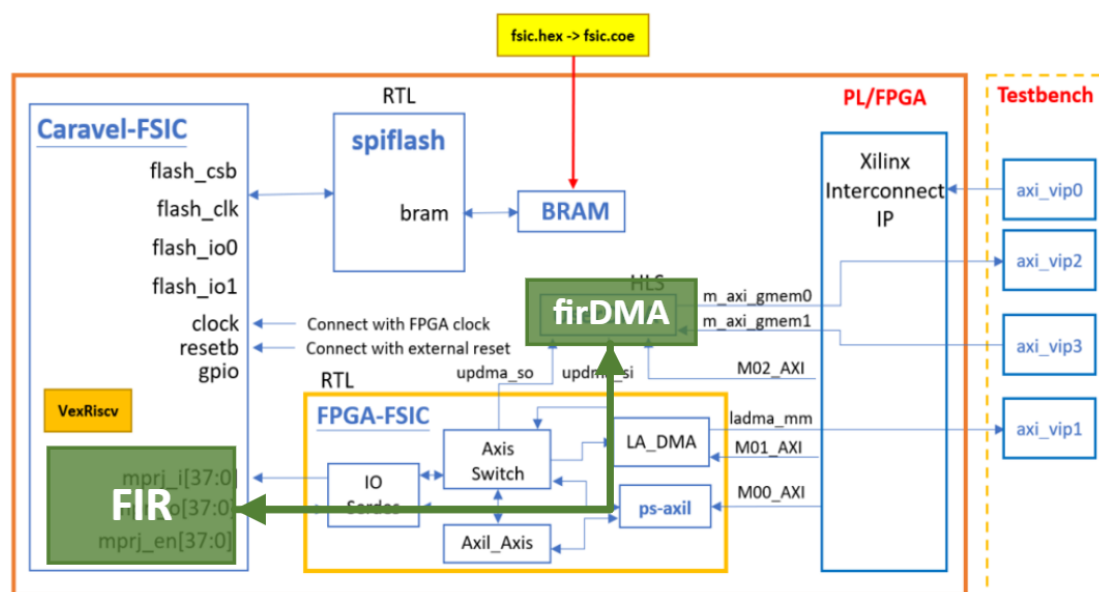 fsic.hex -> fsic.coe
RTL
PL/FPGA
Testbench
Caravel-FSIC
spiflash
Xilinx
Interconnect
IP
flash_csb
flash_clk
flash_io0
flash_io1
bram
BRAM
axi_vip0
axi_vip2
axi_vip3
axi_vip1
HLS
firDMA
m_axi_gmem0
m_axi_gmem1
clock
resetb
gpio
Connect with FPGA clock
Connect with external reset
updma_so
updma_si
M02_AXI
RTL
VexRiscv
FPGA-FSIC
Axis
Switch
LA_DMA
ladma_mm
M01_AXI
M00_AXI
IO
ps-axil
Axil_Axis
mprj_i[37:0]
FIR
[37:0]
mprj_en[37:0]